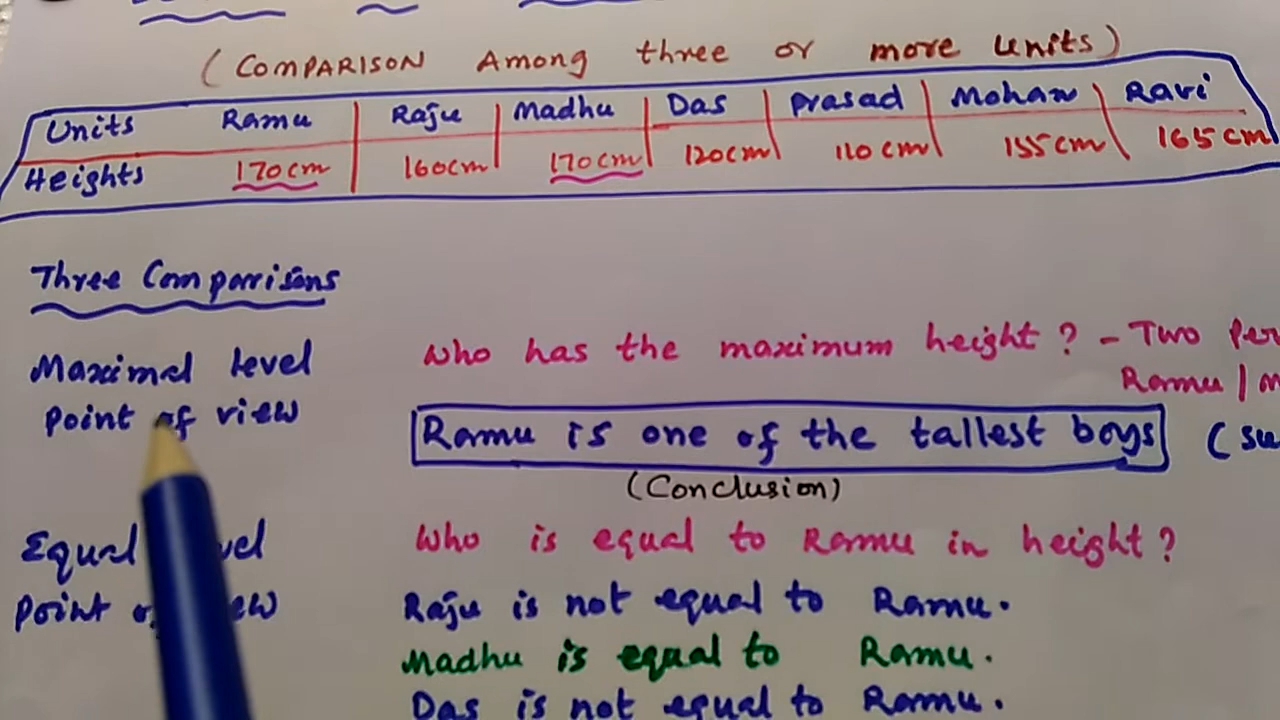 (COMPARISON Among three or more units)
Units Ramu Raju Madhu Das Prasad Mohan Ravi
Heights 170cm 160cm 170cm 120cm 110cm 155cm 165cm
Three Comparisons
Maximal level
Point of view
who has the maximum height? - Two
Ramu |
Ramu is one of the tallest boys (
(Conclusion)
Equal
Point
who is equal to Ramu in height?
Raju is not equal to Ramu.
Madhu is equal to Ramu.
Das is not equal to Ramu.